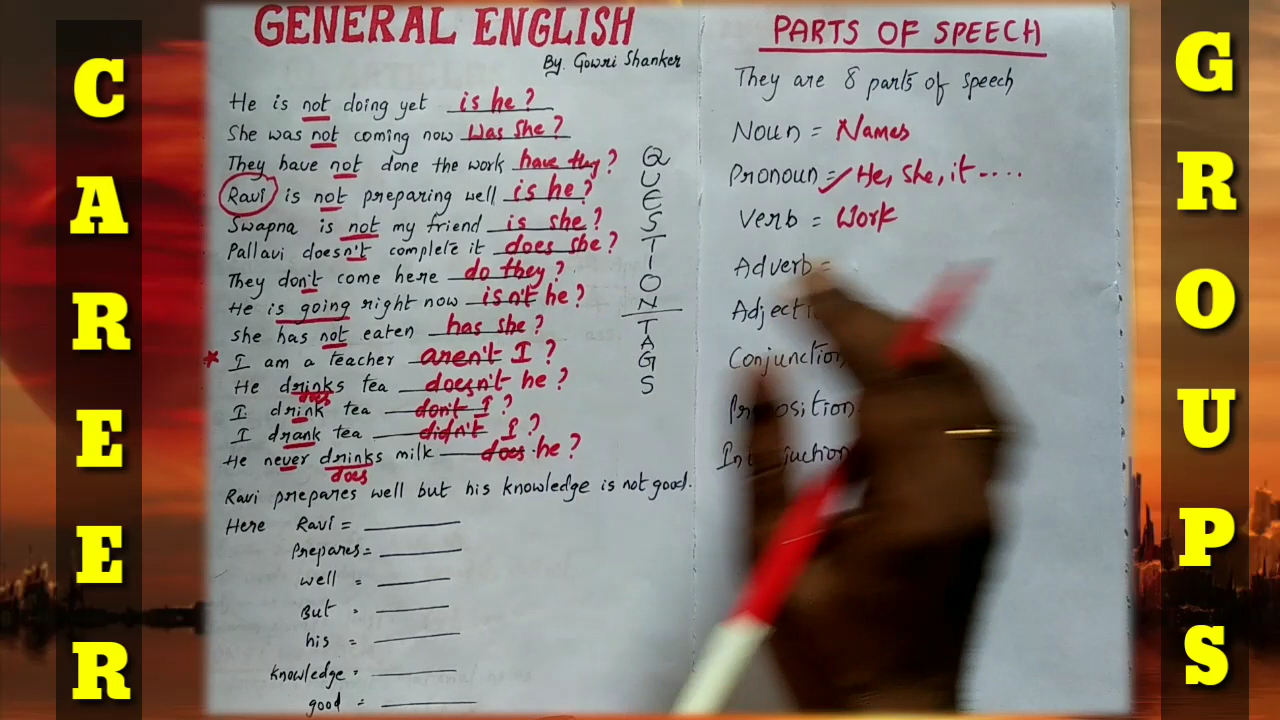 CAREER
GENERAL ENGLISH
By. Gowri Shanker
He is not doing yet is he?
She was not coming now Was She?
They have not done the work have they?
Ravi is not preparing well is he?
Swapna is not my friend is she?
Pallavi doesn't complete it does she?
They don't come here do they?
He is going right now isn't he?
she has not eaten has she?
* I am a teacher aren't I?
He drinks tea doesn't he?
does
I drink tea don't I?
I drank tea didn't I?
He never drinks milk does he?
does
Ravi prepares well but his knowledge is not good.
Here Ravi =
Prepares =
well =
But =
his =
knowledge =
good =
QUESTION TAGS
PARTS OF SPEECH
They are 8 parts of speech
Noun = Names
Pronoun = He, She, it ----
Verb = Work
Adverb =
Conjunction
GROUPS